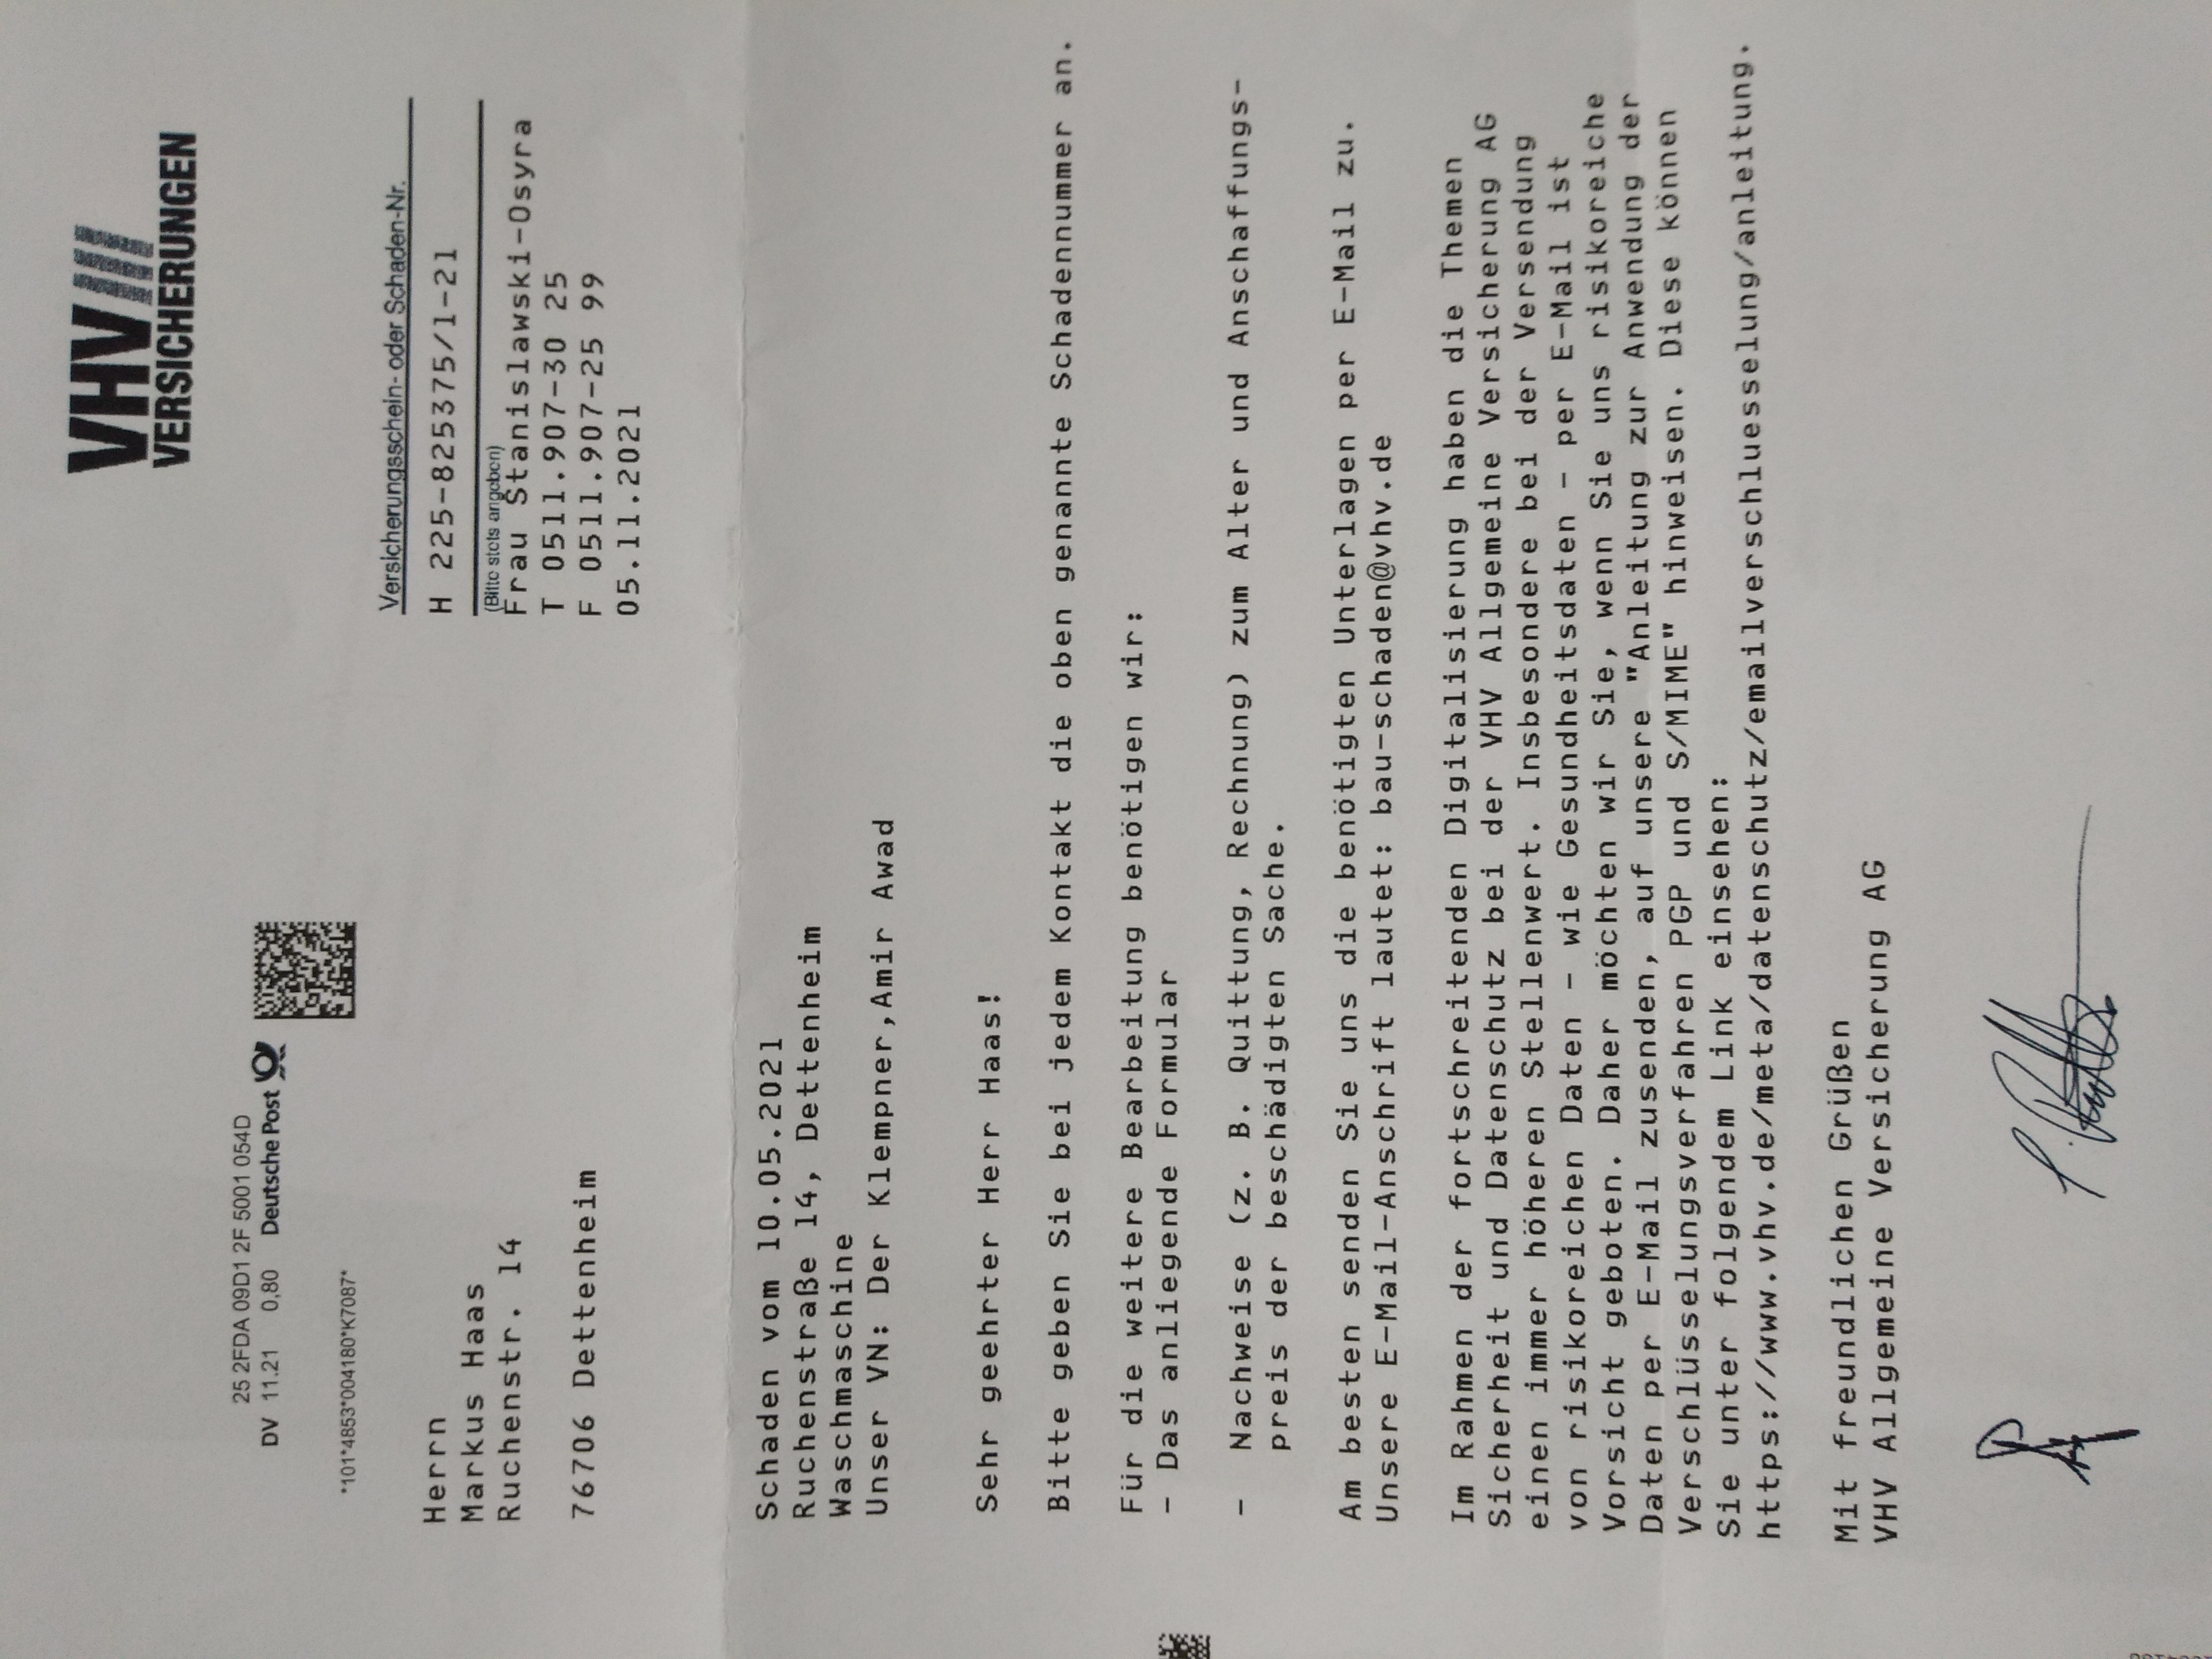 VHV
VERSICHERUNGEN
25 2FDA 09D1 2F 5001 054D
DV 11.21 0,80 Deutsche Post
*101*4853*004180*K7087*
Herrn
Markus Haas
Ruchenstr. 14
76706 Dettenheim
Versicherungsschein- oder Schaden-Nr.
H 225-825375/1-21
(Bitte stets angeben)
Frau Stanislawski-Osyra
T 0511.907-30 25
F 0511.907-25 99
05.11.2021
Schaden vom 10.05.2021
Ruchenstraße 14, Dettenheim
Waschmaschine
Unser VN: Der Klempner,Amir Awad
Sehr geehrter Herr Haas!
Bitte geben Sie bei jedem Kontakt die oben genannte Schadennummer an.
Für die weitere Bearbeitung benötigen wir:
- Das anliegende Formular
- Nachweise (z. B. Quittung, Rechnung) zum Alter und Anschaffungs-
preis der beschädigten Sache.
Am besten senden Sie uns die benötigten Unterlagen per E-Mail zu.
Unsere E-Mail-Anschrift lautet: bau-schaden@vhv.de
Im Rahmen der fortschreitenden Digitalisierung haben die Themen
Sicherheit und Datenschutz bei der VHV Allgemeine Versicherung AG
einen immer höheren Stellenwert. Insbesondere bei der Versendung
von risikoreichen Daten - wie Gesundheitsdaten - per E-Mail ist
Vorsicht geboten. Daher möchten wir Sie, wenn Sie uns risikoreiche
Daten per E-Mail zusenden, auf unsere "Anleitung zur Anwendung der
Verschlüsselungsverfahren PGP und S/MIME" hinweisen. Diese können
Sie unter folgendem Link einsehen:
https://www.vhv.de/meta/datenschutz/emailverschluesselung/anleitung.
Mit freundlichen Grüßen
VHV Allgemeine Versicherung AG